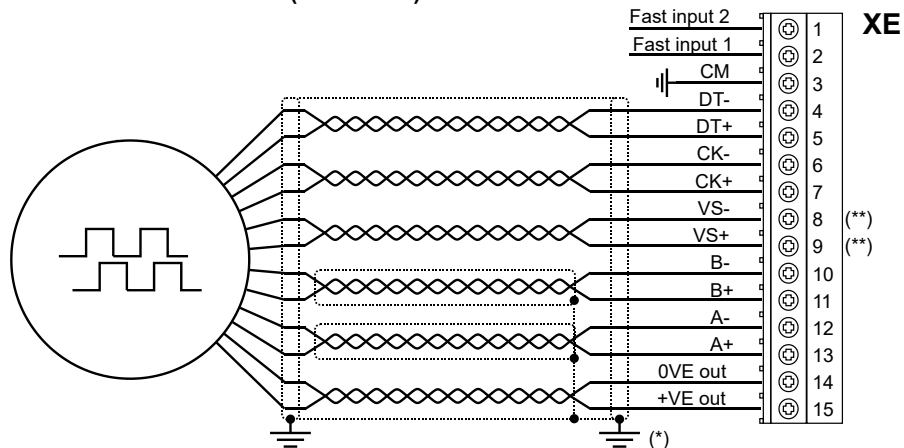 Fast input 2 1 XE
Fast input 1 2
CM 3
DT- 4
DT+ 5
CK- 6
CK+ 7
VS- 8 (**)
VS+ 9 (**)
B- 10
B+ 11
A- 12
A+ 13
0VE out 14
+VE out 15
(*)